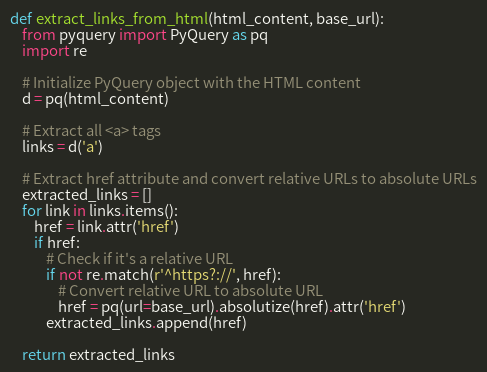 def extract_links_from_html(html_content, base_url):
    from pyquery import PyQuery as pq
    import re

    # Initialize PyQuery object with the HTML content
    d = pq(html_content)

    # Extract all <a> tags
    links = d('a')

    # Extract href attribute and convert relative URLs to absolute URLs
    extracted_links = []
    for link in links.items():
        href = link.attr('href')
        if href:
            # Check if it's a relative URL
            if not re.match(r'^https?://', href):
                # Convert relative URL to absolute URL
                href = pq(url=base_url).absolutize(href).attr('href')
            extracted_links.append(href)

    return extracted_links